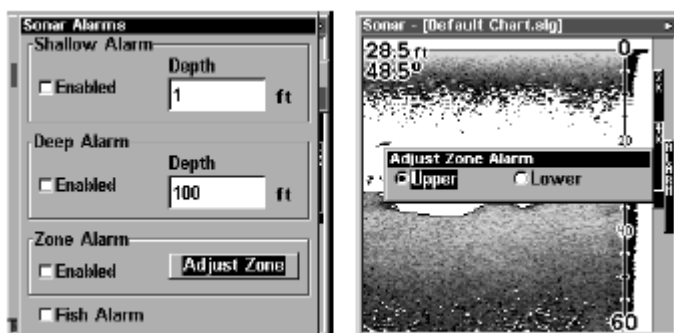 Sonar Alarms
Shallow Alarm
Depth
Enabled
1
ft
Deep Alarm
Depth
Enabled
100
ft
Zone Alarm
Enabled
Adjust Zone
Fish Alarm
Sonar - [Default Chart.slg]
28.5 ft
48.5º
0
20
Adjust Zone Alarm
Upper
Lower
ALARM
40
60